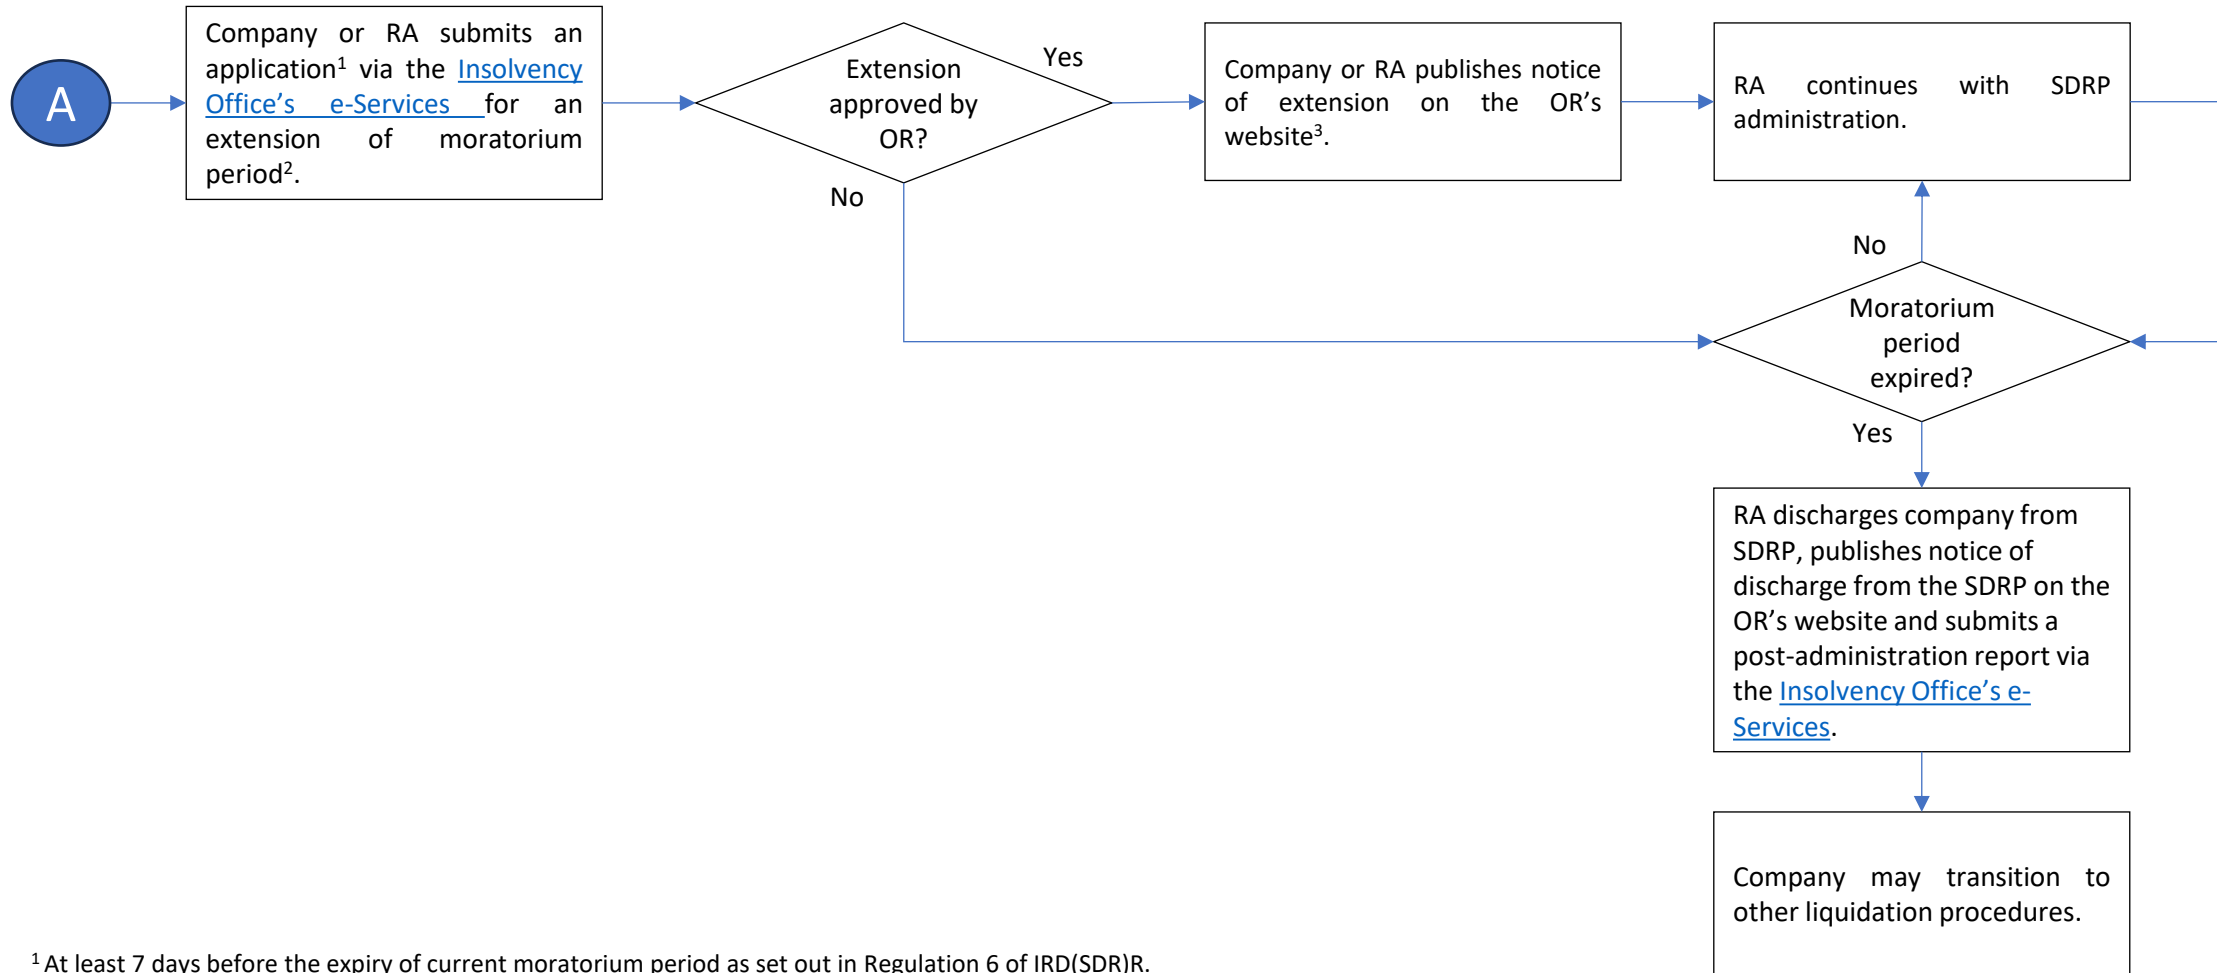 A
Company or RA submits an
application¹ via the Insolvency
Office's e-Services for an
extension of moratorium
period².
Extension
approved by
OR?
Yes
No
Company or RA publishes notice
of extension on the OR's
website³.
RA continues with SDRP
administration.
No
Moratorium
period
expired?
Yes
RA discharges company from
SDRP, publishes notice of
discharge from the SDRP on the
OR's website and submits a
post-administration report via
the Insolvency Office's e-
Services.
Company may transition to
other liquidation procedures.
¹ At least 7 days before the expiry of current moratorium period as set out in Regulation 6 of IRD(SDR)R.